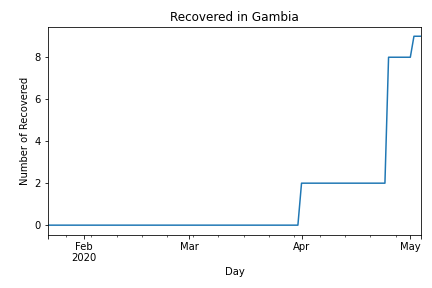 Recovered in Gambia
Number of Recovered
8
6
4
2
0
Feb
2020
Mar
Apr
May
Day